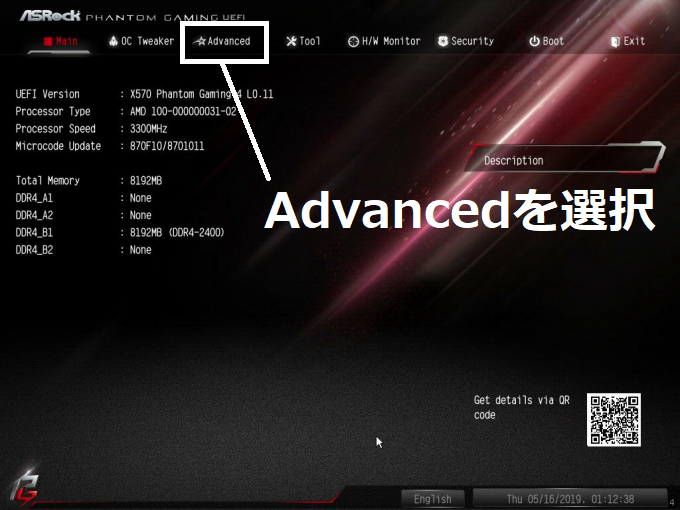 ASRock PHANTOM GAMING UEFI
Main OC Tweaker Advanced Tool H/W Monitor Security Boot Exit
UEFI Version : X570 Phantom Gaming 4 L0.11
Processor Type : AMD 100-000000031-02
Processor Speed : 3300MHz
Microcode Update : 870F10/8701011
Total Memory : 8192MB
DDR4_A1 : None
DDR4_A2 : None
DDR4_B1 : 8192MB (DDR4-2400)
DDR4_B2 : None
Description
Advancedを選択
Get details via QR
code
English Thu 05/16/2019. 01:12:38
4